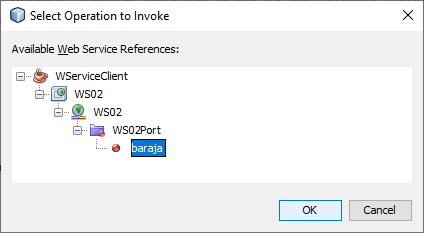 Select Operation to Invoke
Available Web Service References:
WServiceClient
WS02
WS02
WS02Port
baraja
OK Cancel